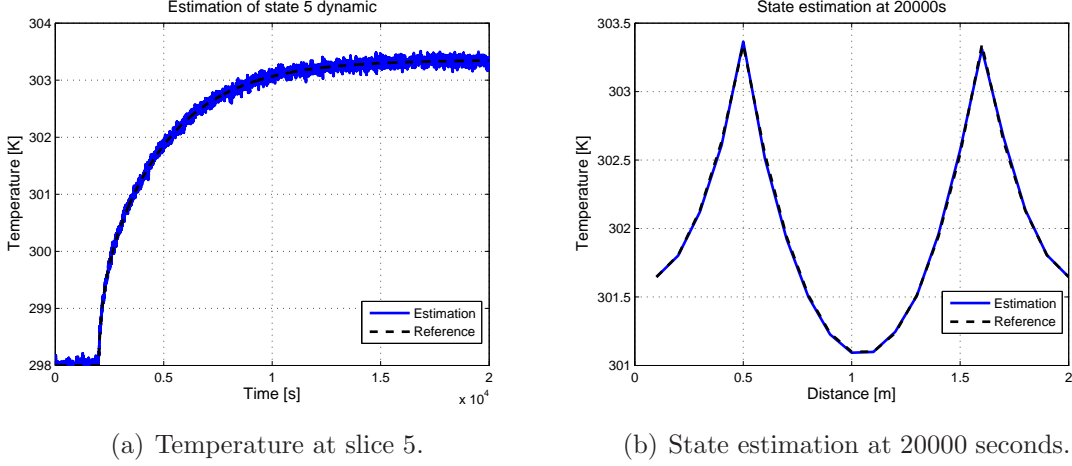 Estimation of state 5 dynamic
304
303
302
301
300
299
298
0
0.5
1
1.5
2
x 10^4
Temperature [K]
Time [s]
Estimation
Reference
(a) Temperature at slice 5.
State estimation at 20000s
303.5
303
302.5
302
301.5
301
0
0.5
1
1.5
2
Temperature [K]
Distance [m]
Estimation
Reference
(b) State estimation at 20000 seconds.